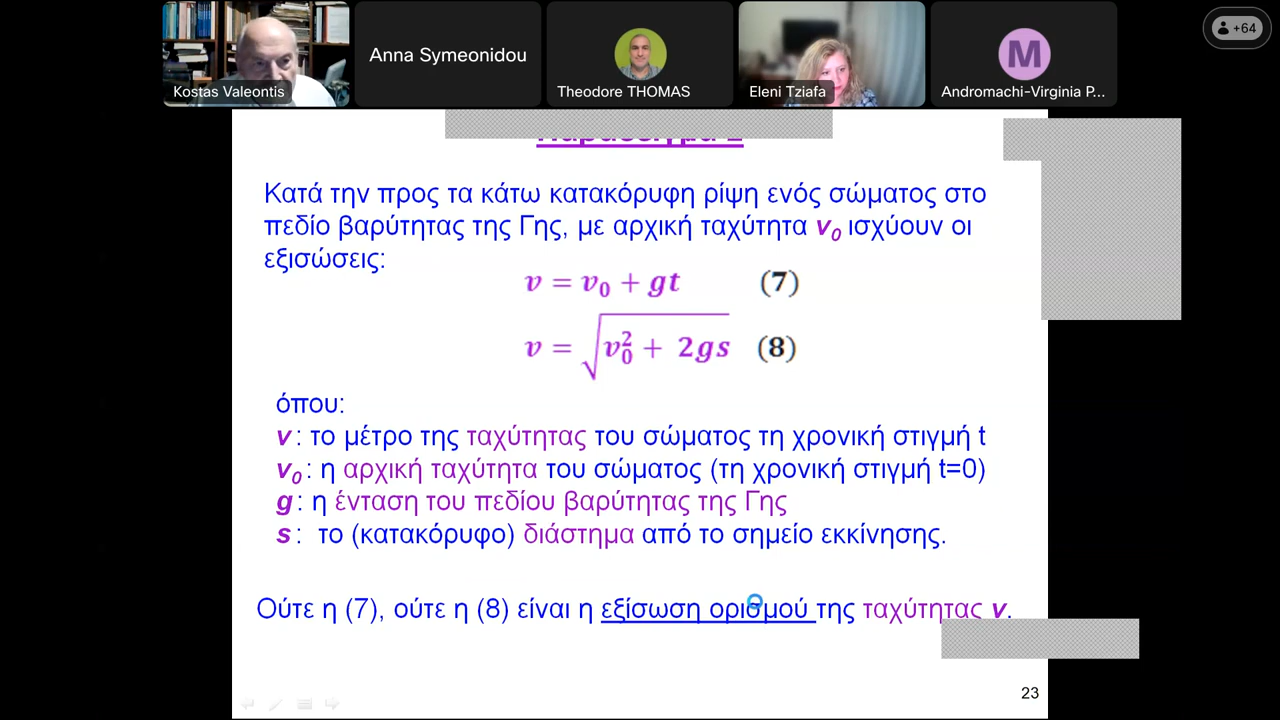 +64
Anna Symeonidou
Kostas Valeontis
Theodore THOMAS
Eleni Tziafa
M
Andromachi-Virginia P...
Κατά την προς τα κάτω κατακόρυφη ρίψη ενός σώματος στο
πεδίο βαρύτητας της Γης, με αρχική ταχύτητα v₀ ισχύουν οι
εξισώσεις:
v = v₀ + gt (7)
v = √(v₀² + 2gs) (8)
όπου:
v : το μέτρο της ταχύτητας του σώματος τη χρονική στιγμή t
v₀ : η αρχική ταχύτητα του σώματος (τη χρονική στιγμή t=0)
g : η ένταση του πεδίου βαρύτητας της Γης
s : το (κατακόρυφο) διάστημα από το σημείο εκκίνησης.
Ούτε η (7), ούτε η (8) είναι η εξίσωση ορισμού της ταχύτητας v.
23